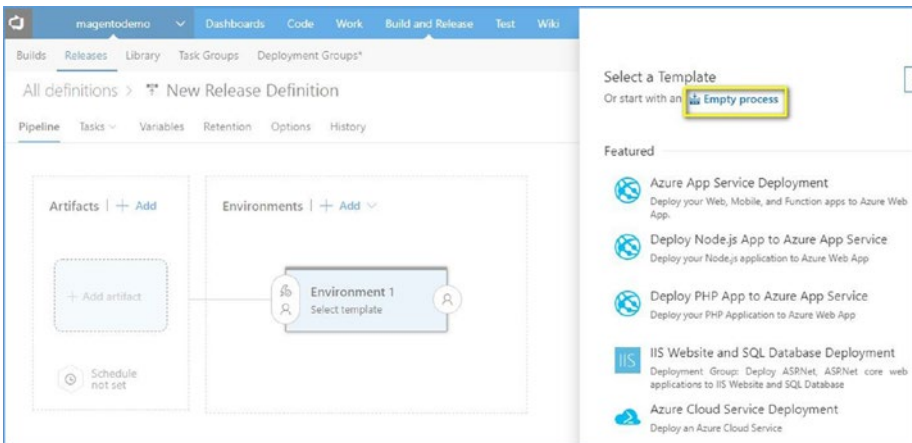 magentodemo Dashboards Code Work Build and Release Test Wiki
Builds Releases Library Task Groups Deployment Groups*
All definitions > New Release Definition
Pipeline Tasks Variables Retention Options History
Artifacts | + Add
Environments | + Add
+ Add artifact
Environment 1
Select template
Schedule
not set
Select a Template
Or start with an Empty process
Featured
Azure App Service Deployment
Deploy your Web, Mobile, and Function apps to Azure Web
App.
Deploy Node.js App to Azure App Service
Deploy your Node.js application to Azure Web App
Deploy PHP App to Azure App Service
Deploy your PHP Application to Azure Web App
IIS
IIS Website and SQL Database Deployment
Deployment Group: Deploy ASP.Net, ASP.Net core web
applications to IIS Website and SQL Database
Azure Cloud Service Deployment
Deploy an Azure Cloud Service